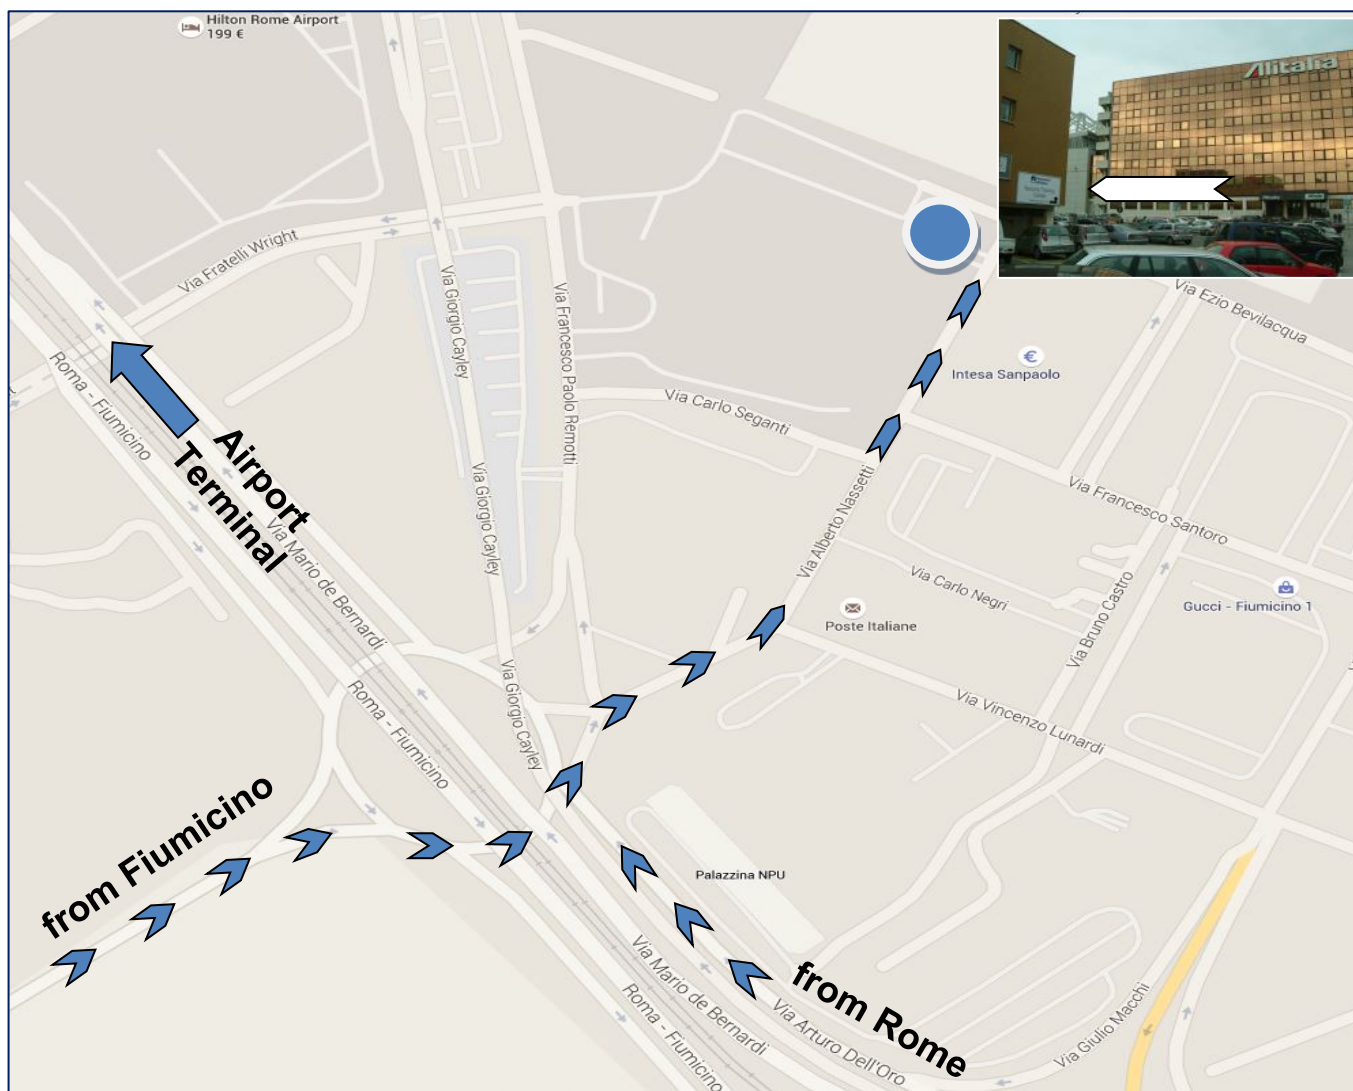 Hilton Rome Airport
199 €
Alitalia
Via Fratelli Wright
Via Giorgio Cayley
Via Francesco Paolo Remotti
Via Ezio Bevilacqua
Intesa Sanpaolo
Roma - Fiumicino
Airport
Terminal
Via Carlo Seganti
Via Giorgio Cayley
Via Alberto Nassetti
Via Francesco Santoro
Via Mario de Bernardi
Via Carlo Negri
Gucci - Fiumicino 1
Poste Italiane
Via Bruno Castro
Roma - Fiumicino
Via Giorgio Cayley
Via Vincenzo Lunardi
from Fiumicino
Palazzina NPU
Via Mario de Bernardi
from Rome
Roma - Fiumicino
Via Arturo Dell'Oro
Via Giulio Macchi